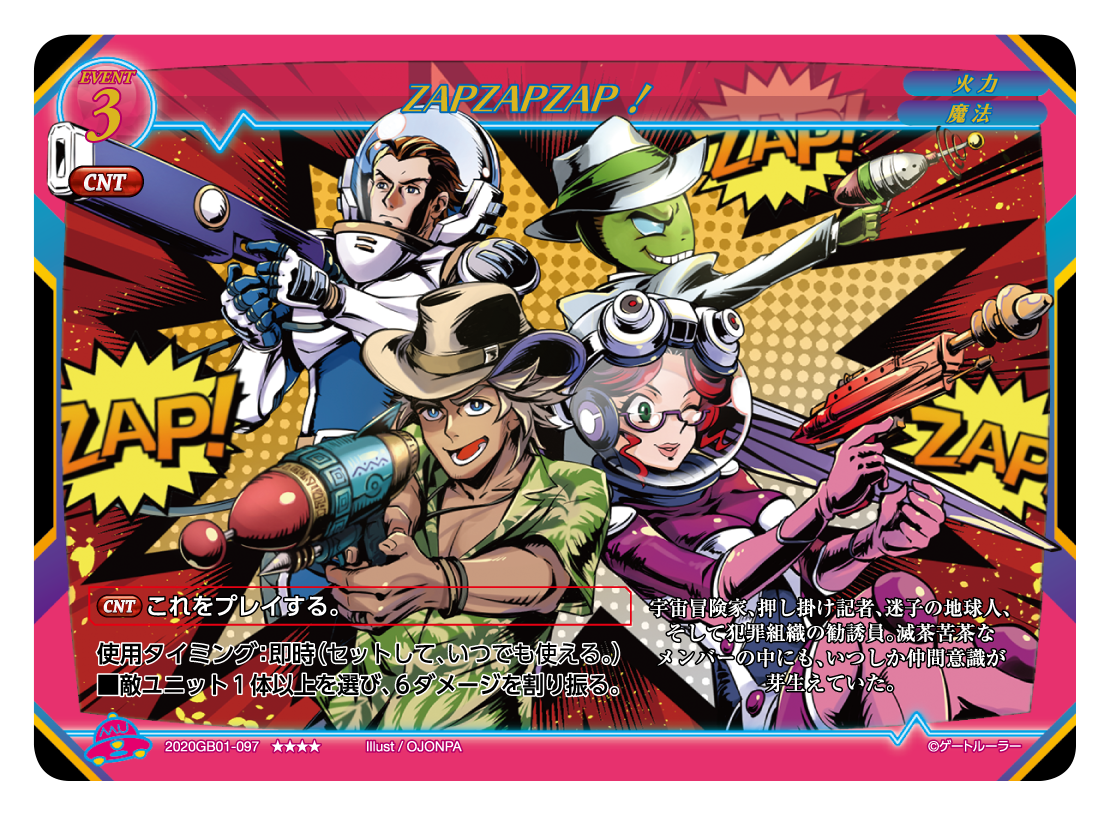 EVENT
3
CNT
ZAPZAPZAP！
火力
魔法
ZAP!
ZAP!
ZAP
CNT これをプレイする。
使用タイミング：即時（セットして、いつでも使える。）
■敵ユニット１体以上を選び、６ダメージを割り振る。
宇宙冒険家、押し掛け記者、迷子の地球人、
そして犯罪組織の勧誘員。滅茶苦茶な
メンバーの中にも、いつしか仲間意識が
芽生えていた。
MU
2020GB01-097 ★★★★ Illust / OJONPA
©ゲートルーラー